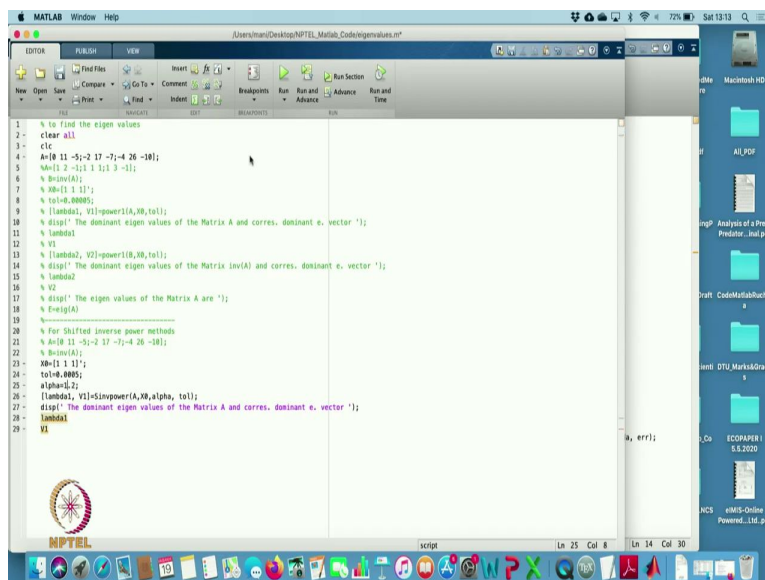 MATLAB Window Help 72% Sat 13:13
/Users/mani/Desktop/NPTEL_Matlab_Code/eigenvalues.m*
EDITOR PUBLISH VIEW
New Open Save Find Files Compare Print Go To Find Insert Comment Indent Breakpoints Run Run and Advance Run Section Advance Run and Time
FILE NAVIGATE EDIT BREAKPOINTS RUN
1 % to find the eigen values
2 - clear all
3 - clc
4 - A=[0 11 -5;-2 17 -7;-4 26 -10];
5 %A=[1 2 -1;1 1 1;1 3 -1];
6 % B=inv(A);
7 % X0=[1 1 1]';
8 % tol=0.00005;
9 % [lambda1, V1]=power1(A,X0,tol);
10 % disp(' The dominant eigen values of the Matrix A and corres. dominant e. vector ');
11 % lambda1
12 % V1
13 % [lambda2, V2]=power1(B,X0,tol);
14 % disp(' The dominant eigen values of the Matrix inv(A) and corres. dominant e. vector ');
15 % lambda2
16 % V2
17 % disp(' The eigen values of the Matrix A are ');
18 % E=eig(A)
19 %--------------------------------
20 % For Shifted inverse power methods
21 % A=[0 11 -5;-2 17 -7;-4 26 -10];
22 % B=inv(A);
23 - X0=[1 1 1]';
24 - tol=0.0005;
25 - alpha=1.2;
26 - [lambda1, V1]=Sinvpower(A,X0,alpha, tol);
27 - disp(' The dominant eigen values of the Matrix A and corres. dominant e. vector ');
28 - lambda1
29 - V1
a, err);
NPTEL
script Ln 25 Col 8
Ln 14 Col 30
Macintosh HD
All_PDF
Analysis of a Pre
Predator...inal.p
CodeMatlabRuch
a
DTU_Marks&Gra
s
ECOPAPER I
5.5.2020
eIMIS-Online
Powered...Ltd..p